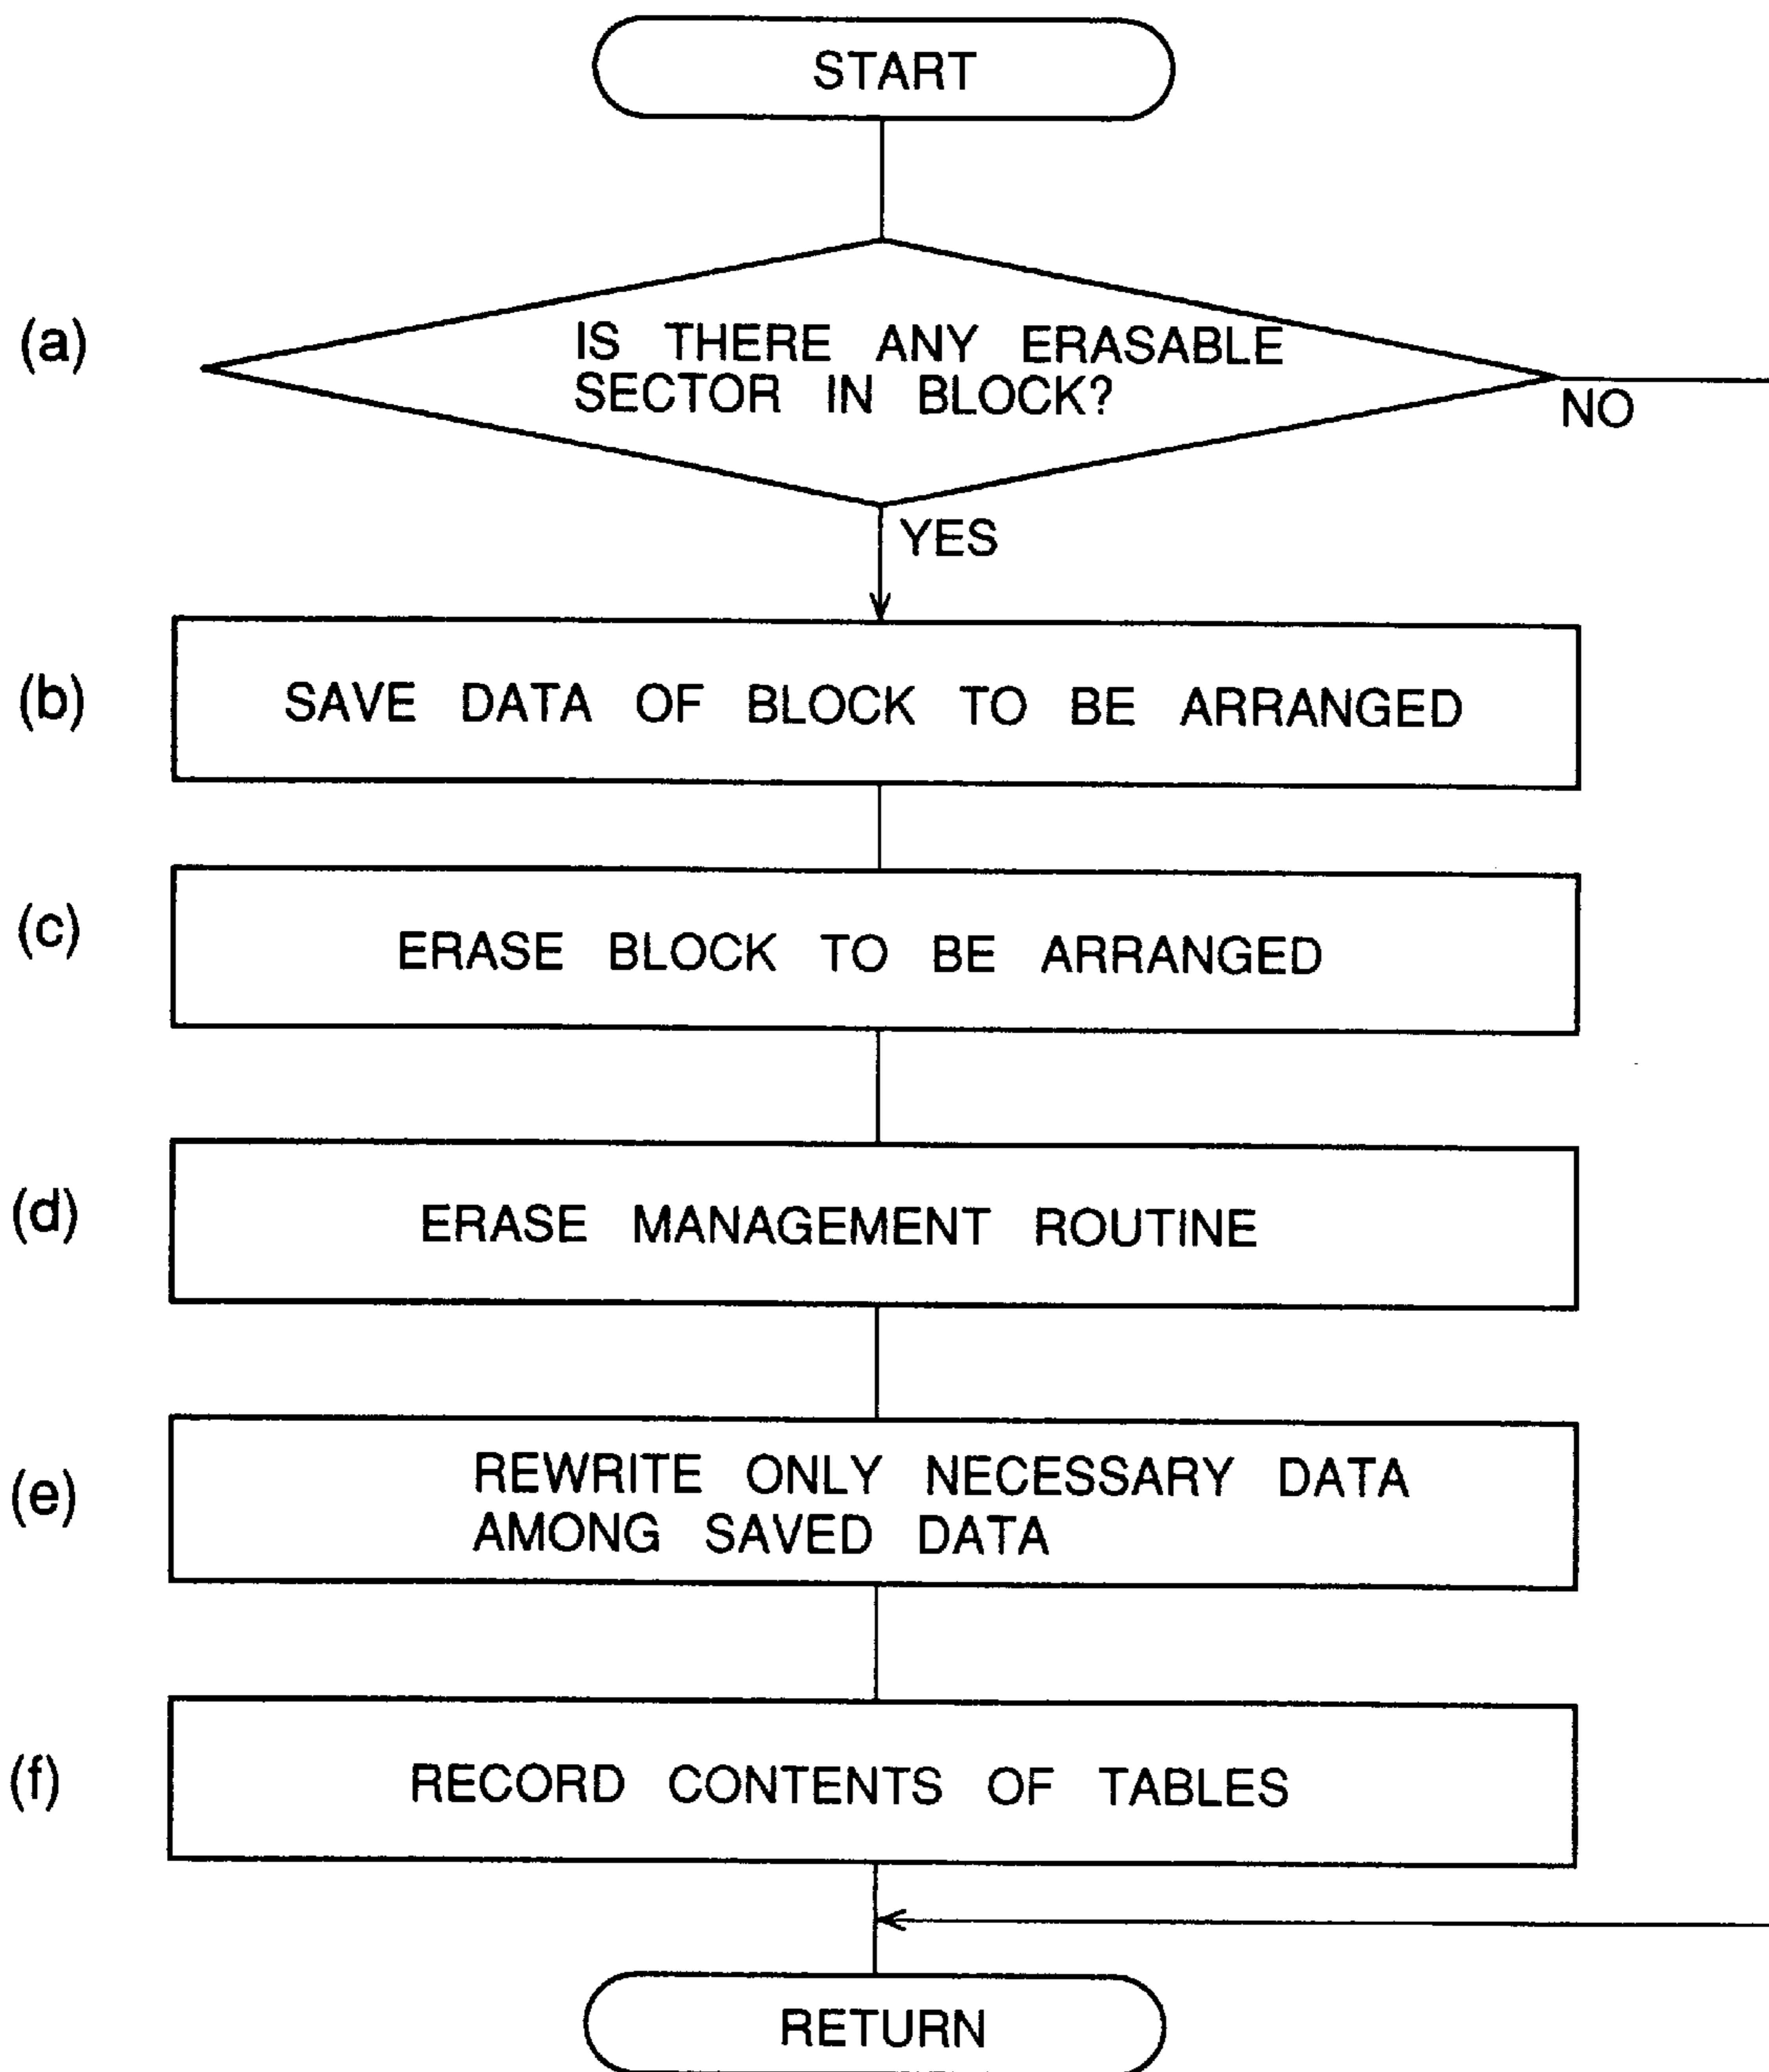 START
(a)
IS THERE ANY ERASABLE
SECTOR IN BLOCK?
NO
YES
(b)
SAVE DATA OF BLOCK TO BE ARRANGED
(c)
ERASE BLOCK TO BE ARRANGED
(d)
ERASE MANAGEMENT ROUTINE
(e)
REWRITE ONLY NECESSARY DATA
AMONG SAVED DATA
(f)
RECORD CONTENTS OF TABLES
RETURN